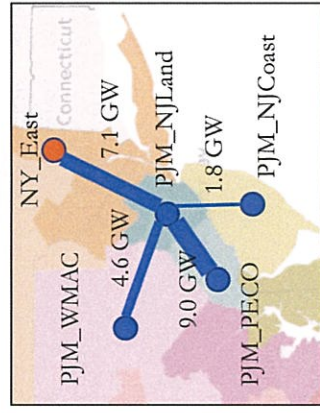 NY_East
Connecticut
7.1 GW
PJM_WMAC
4.6 GW
PJM_NJLand
9.0 GW
1.8 GW
PJM_PECO
PJM_NJCoast